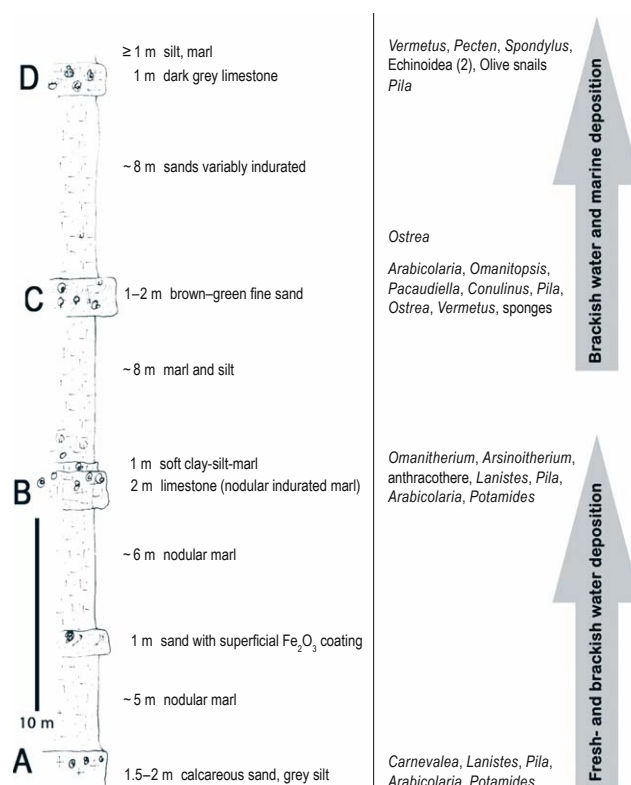 ≥ 1 m silt, marl
D
1 m dark grey limestone
~ 8 m sands variably indurated
C
1–2 m brown–green fine sand
~ 8 m marl and silt
1 m soft clay-silt-marl
B
2 m limestone (nodular indurated marl)
~ 6 m nodular marl
1 m sand with superficial Fe2O3 coating
~ 5 m nodular marl
10 m
A
1.5–2 m calcareous sand, grey silt
Vermetus, Pecten, Spondylus,
Echinoidea (2), Olive snails
Pila
Ostrea
Arabicolaria, Omanitopsis,
Pacaudiella, Conulinus, Pila,
Ostrea, Vermetus, sponges
Omanitherium, Arsinoitherium,
anthracothere, Lanistes, Pila,
Arabicolaria, Potamides
Carnevalea, Lanistes, Pila,
Arabicolaria, Potamides
Brackish water and marine deposition
Fresh- and brackish water deposition